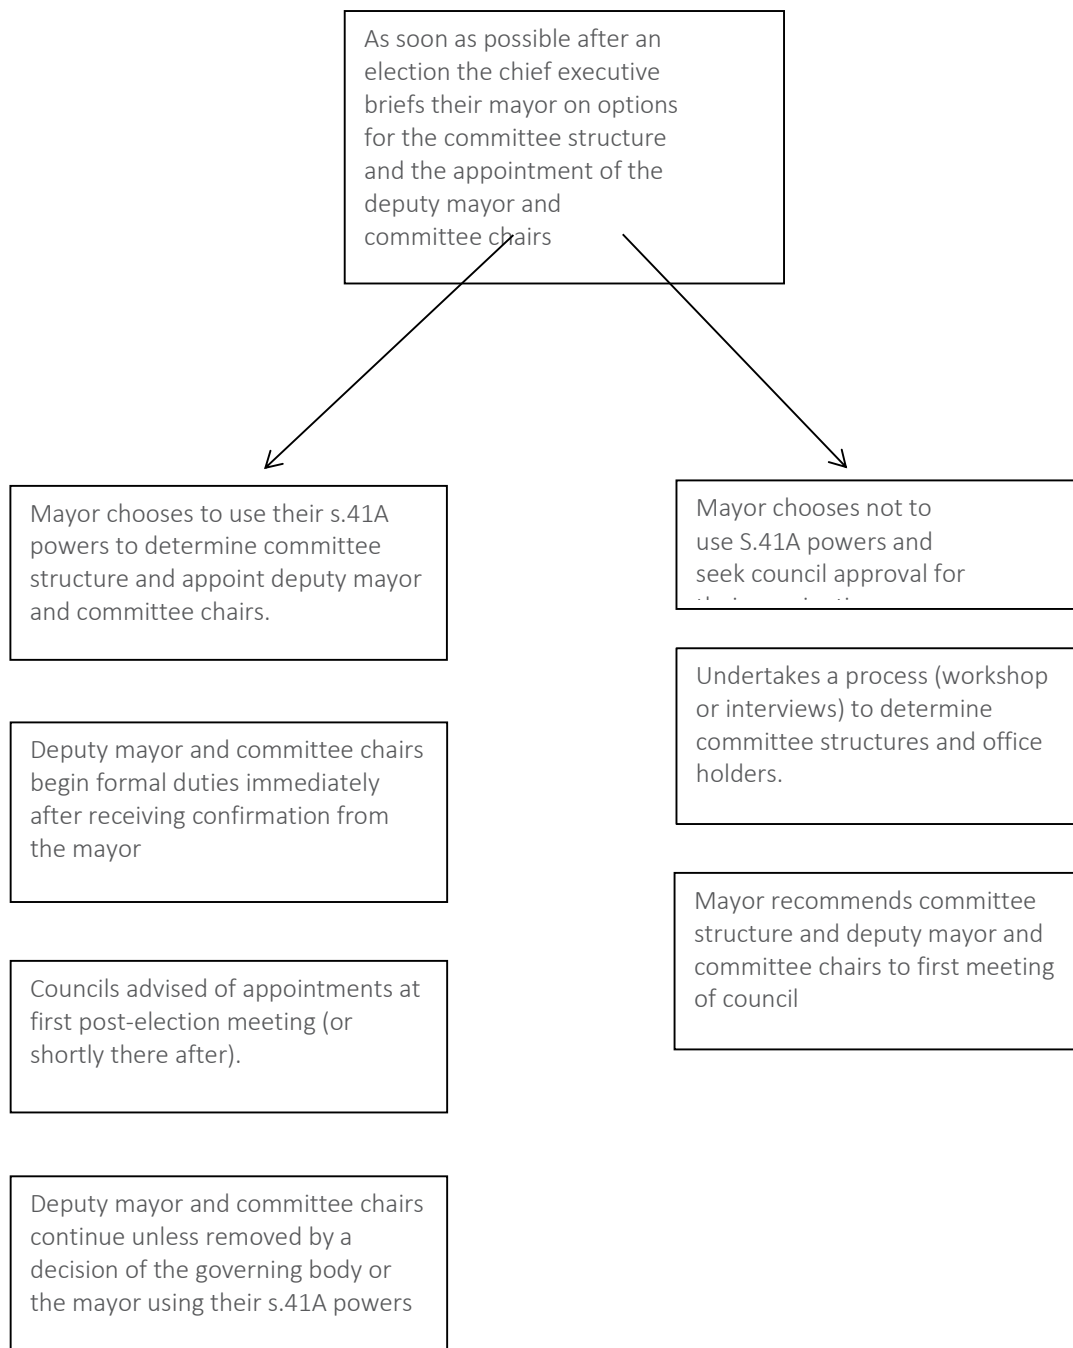 As soon as possible after an
election the chief executive
briefs their mayor on options
for the committee structure
and the appointment of the
deputy mayor and
committee chairs
Mayor chooses to use their s.41A
powers to determine committee
structure and appoint deputy mayor
and committee chairs.
Deputy mayor and committee chairs
begin formal duties immediately
after receiving confirmation from
the mayor
Councils advised of appointments at
first post-election meeting (or
shortly there after).
Deputy mayor and committee chairs
continue unless removed by a
decision of the governing body or
the mayor using their s.41A powers
Mayor chooses not to
use S.41A powers and
seek council approval for
Undertakes a process (workshop
or interviews) to determine
committee structures and office
holders.
Mayor recommends committee
structure and deputy mayor and
committee chairs to first meeting
of council